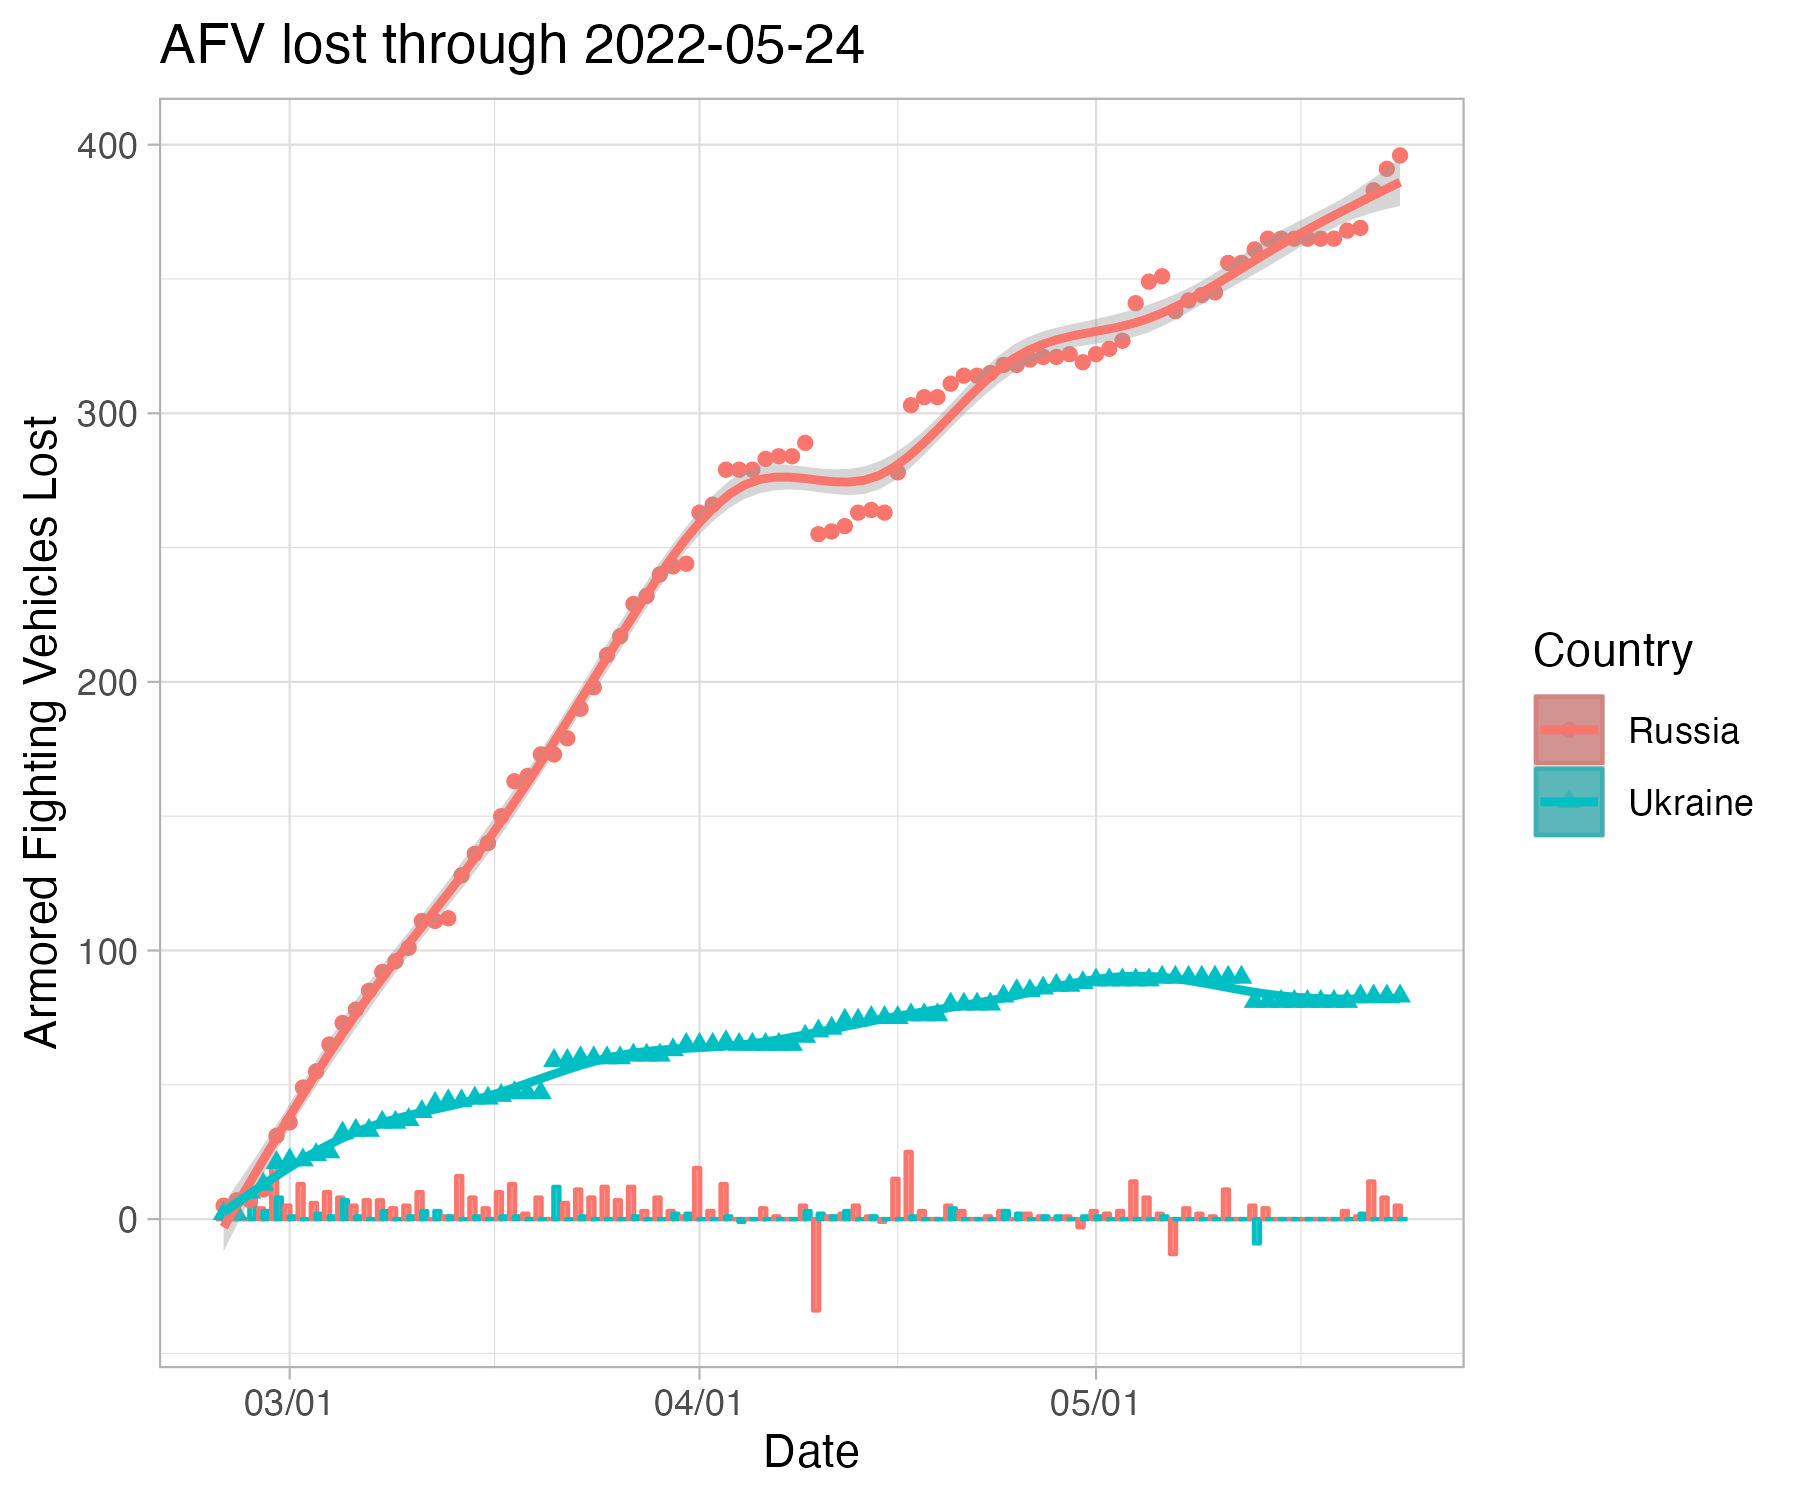 AFV lost through 2022-05-24
Armored Fighting Vehicles Lost
400
300
200
100
0
03/01
04/01
05/01
Date
Country
Russia
Ukraine